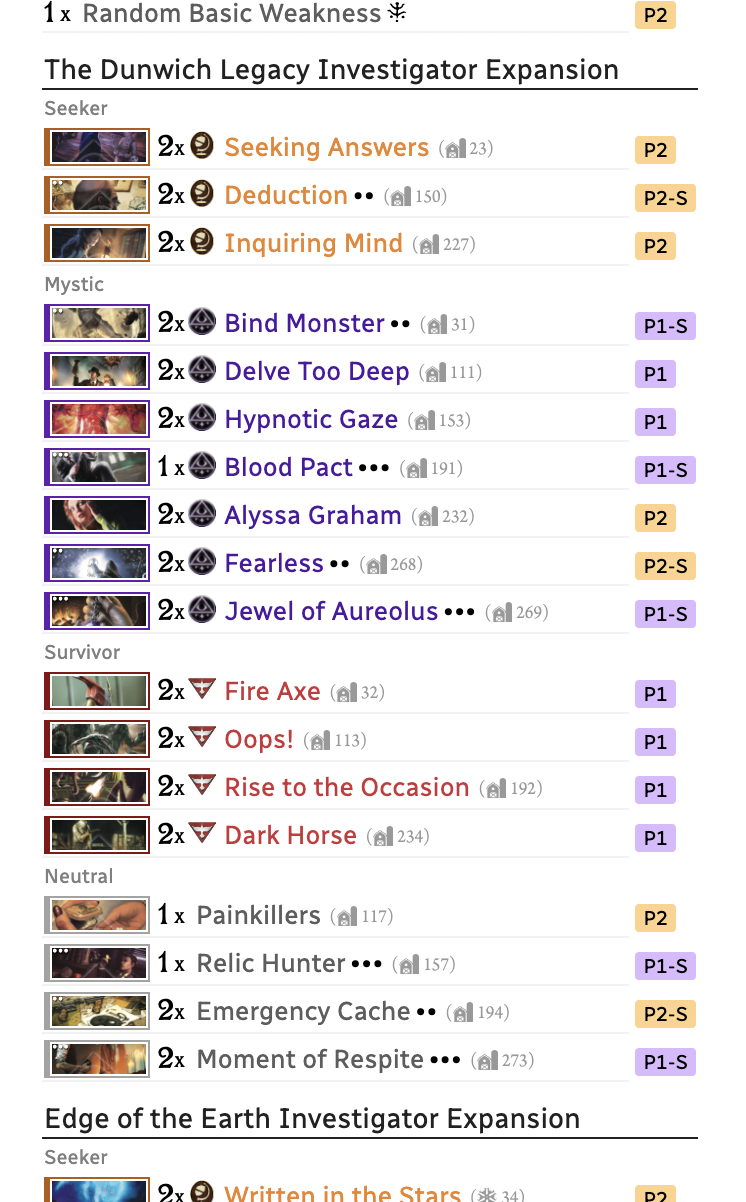 1x Random Basic Weakness P2
The Dunwich Legacy Investigator Expansion
Seeker
2x Seeking Answers (23) P2
2x Deduction •• (150) P2-S
2x Inquiring Mind (227) P2
Mystic
2x Bind Monster •• (31) P1-S
2x Delve Too Deep (111) P1
2x Hypnotic Gaze (153) P1
1x Blood Pact ••• (191) P1-S
2x Alyssa Graham (232) P2
2x Fearless •• (268) P2-S
2x Jewel of Aureolus ••• (269) P1-S
Survivor
2x Fire Axe (32) P1
2x Oops! (113) P1
2x Rise to the Occasion (192) P1
2x Dark Horse (234) P1
Neutral
1x Painkillers (117) P2
1x Relic Hunter ••• (157) P1-S
2x Emergency Cache •• (194) P2-S
2x Moment of Respite ••• (273) P1-S
Edge of the Earth Investigator Expansion
Seeker
2x Written in the Stars (34) P2